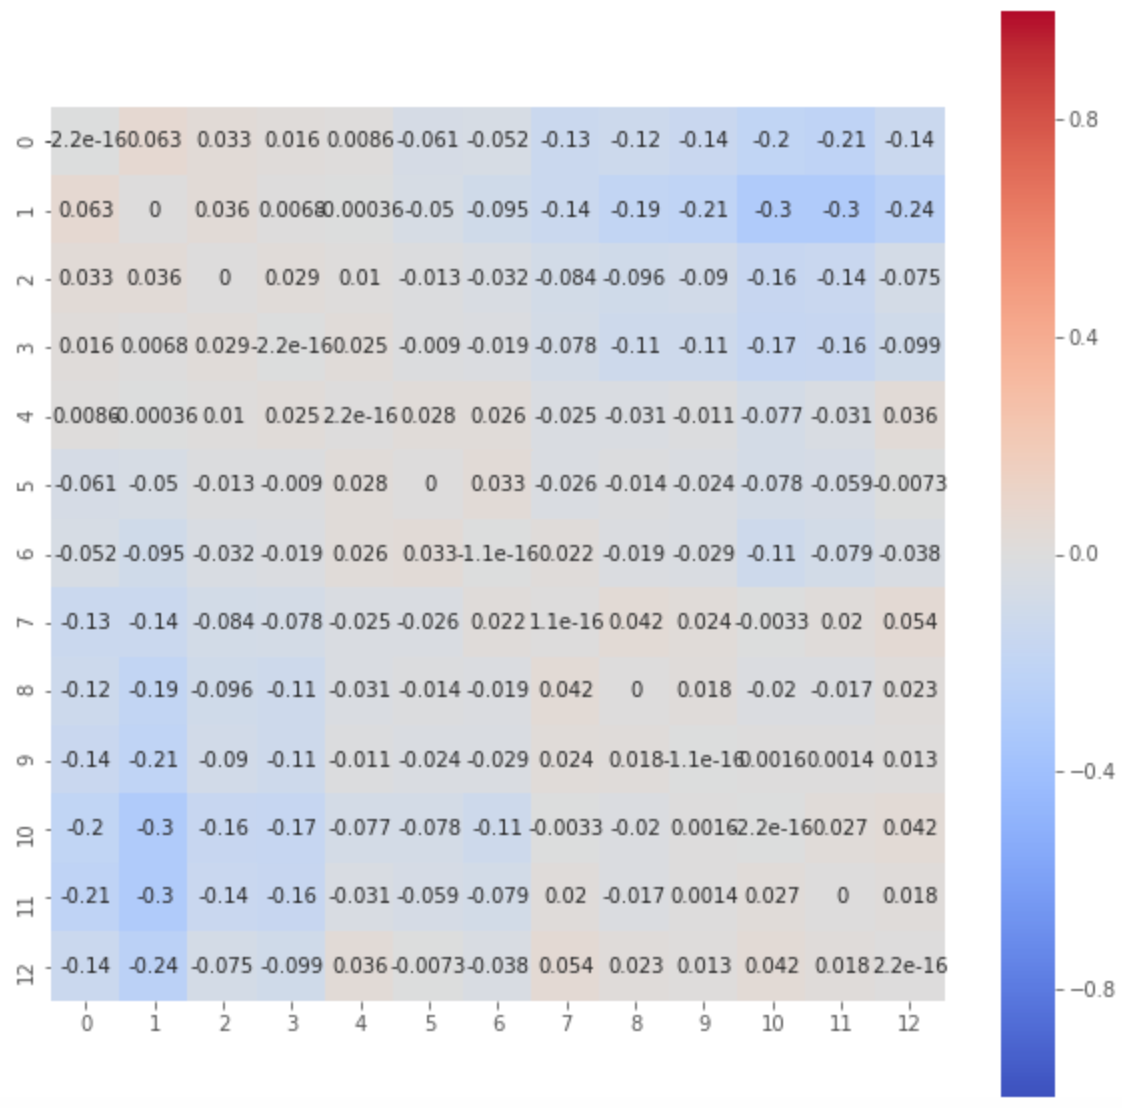 0.8
0 -2.2e-16 0.063 0.033 0.016 0.0086 -0.061 -0.052 -0.13 -0.12 -0.14 -0.2 -0.21 -0.14
1 0.063 0 0.036 0.0068 -0.00036 -0.05 -0.095 -0.14 -0.19 -0.21 -0.3 -0.3 -0.24
2 0.033 0.036 0 0.029 0.01 -0.013 -0.032 -0.084 -0.096 -0.09 -0.16 -0.14 -0.075
0.4
3 0.016 0.0068 0.029 -2.2e-16 0.025 -0.009 -0.019 -0.078 -0.11 -0.11 -0.17 -0.16 -0.099
4 0.0086 -0.00036 0.01 0.025 2.2e-16 0.028 0.026 -0.025 -0.031 -0.011 -0.077 -0.031 0.036
5 -0.061 -0.05 -0.013 -0.009 0.028 0 0.033 -0.026 -0.014 -0.024 -0.078 -0.059 -0.0073
6 -0.052 -0.095 -0.032 -0.019 0.026 0.033 -1.1e-16 0.022 -0.019 -0.029 -0.11 -0.079 -0.038
0.0
7 -0.13 -0.14 -0.084 -0.078 -0.025 -0.026 0.022 1.1e-16 0.042 0.024 -0.0033 0.02 0.054
8 -0.12 -0.19 -0.096 -0.11 -0.031 -0.014 -0.019 0.042 0 0.018 -0.02 -0.017 0.023
9 -0.14 -0.21 -0.09 -0.11 -0.011 -0.024 -0.029 0.024 0.018 -1.1e-16 0.0016 0.0014 0.013
−0.4
10 -0.2 -0.3 -0.16 -0.17 -0.077 -0.078 -0.11 -0.0033 -0.02 0.0016 -2.2e-16 0.027 0.042
11 -0.21 -0.3 -0.14 -0.16 -0.031 -0.059 -0.079 0.02 -0.017 0.0014 0.027 0 0.018
12 -0.14 -0.24 -0.075 -0.099 0.036 -0.0073 -0.038 0.054 0.023 0.013 0.042 0.018 2.2e-16
−0.8
0 1 2 3 4 5 6 7 8 9 10 11 12